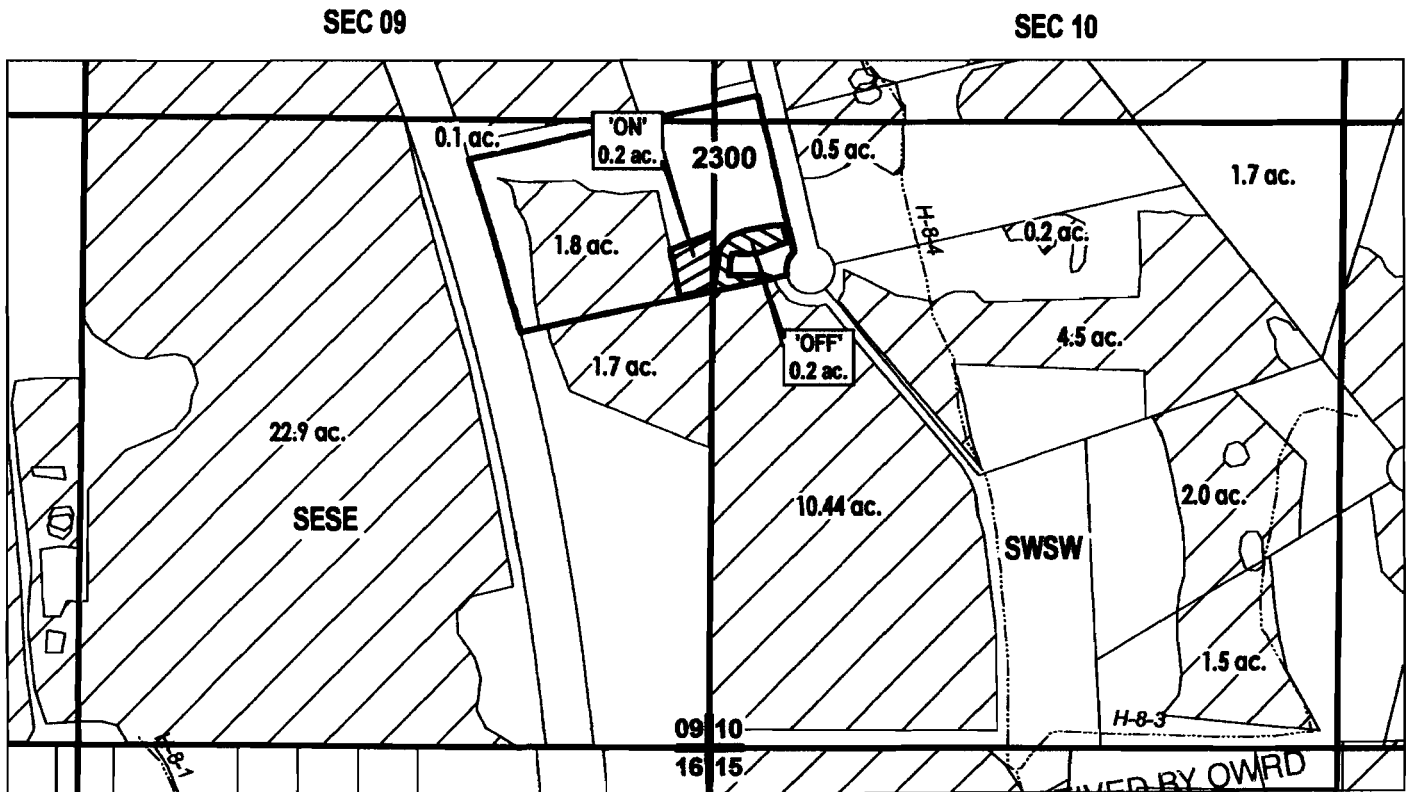 SEC 09
SEC 10
0.1 ac.
'ON'
0.2 ac.
2300
0.5 ac.
1.7 ac.
H-8-4
0.2 ac.
1.8 ac.
'OFF'
0.2 ac.
4.5 ac.
1.7 ac.
22.9 ac.
SESE
10.44 ac.
2.0 ac.
SWSW
1.5 ac.
H-8-3
09 10
16 15
H-8-1
BY OWRD